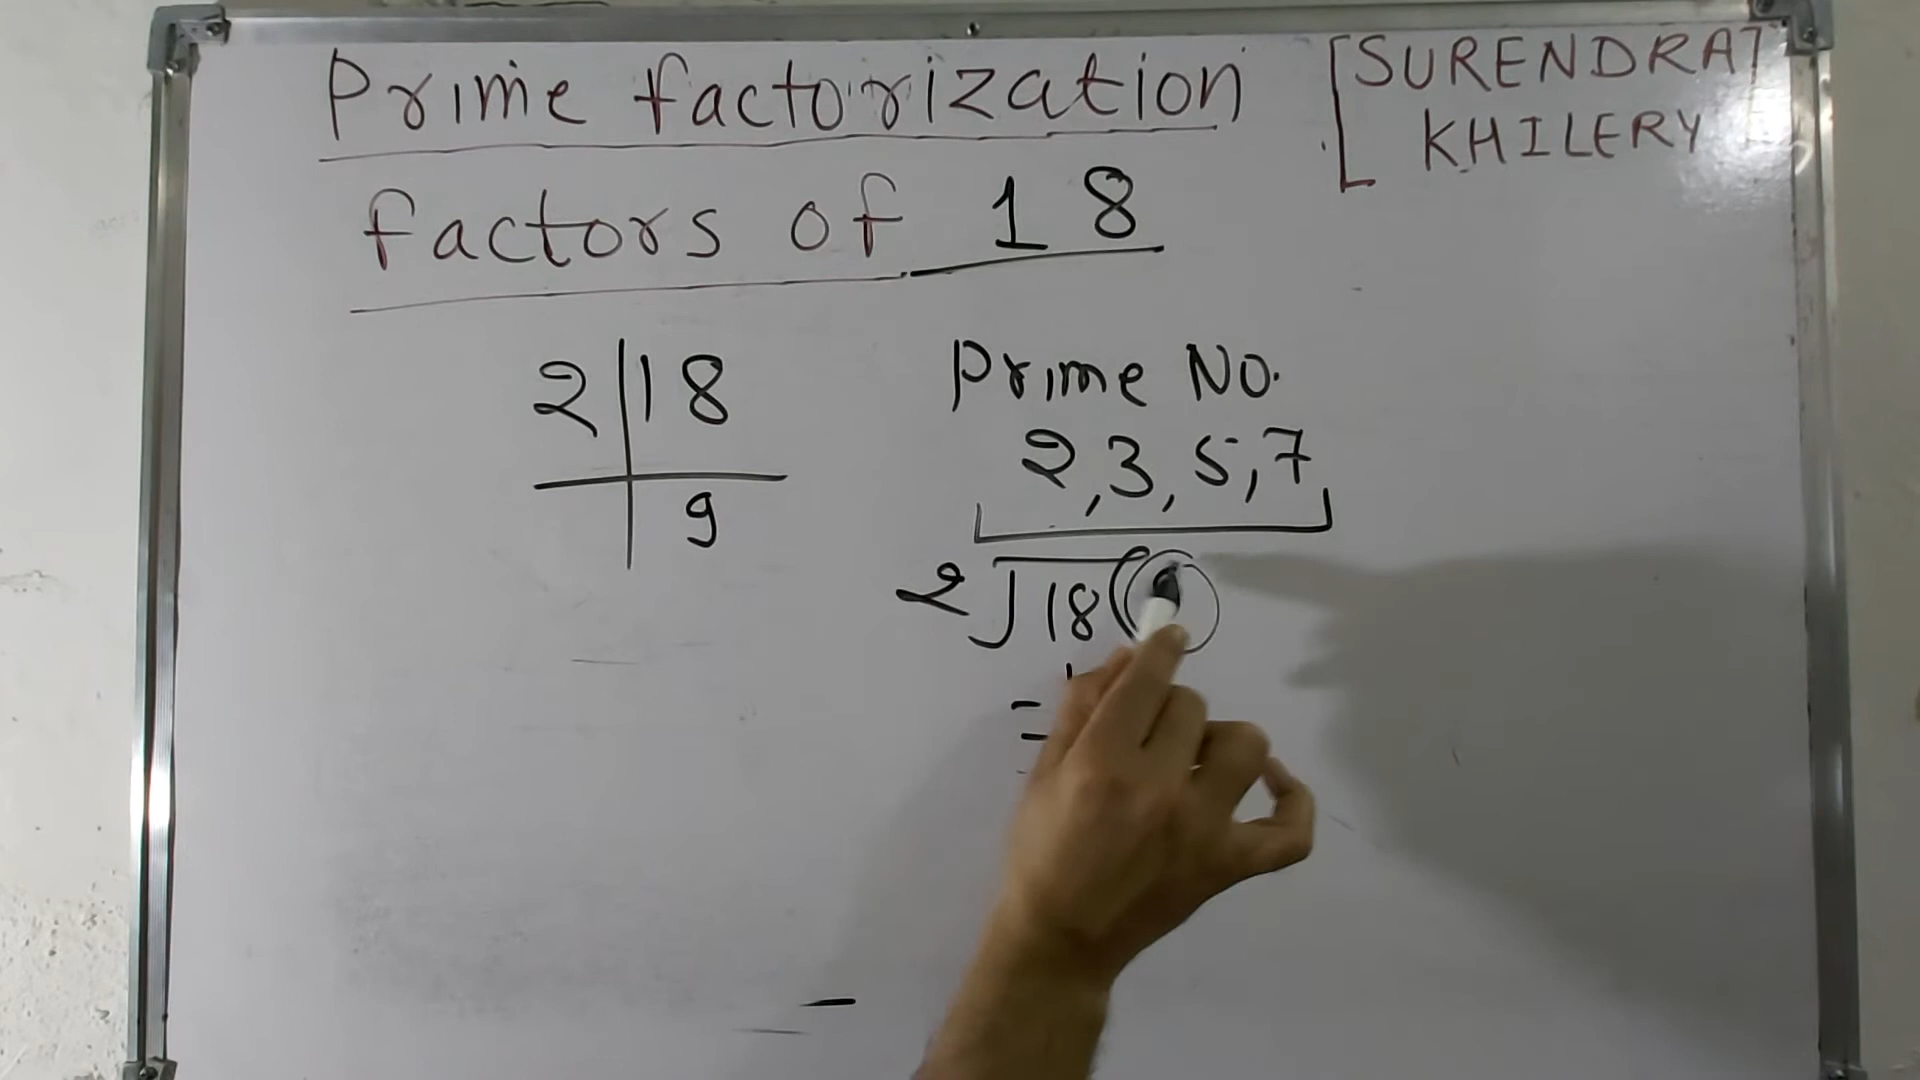 Prime factorization
factors of 18
[SURENDRA]
KHILERY
2 | 18
9
Prime No.
2, 3, 5, 7
2 ) 18 (
=